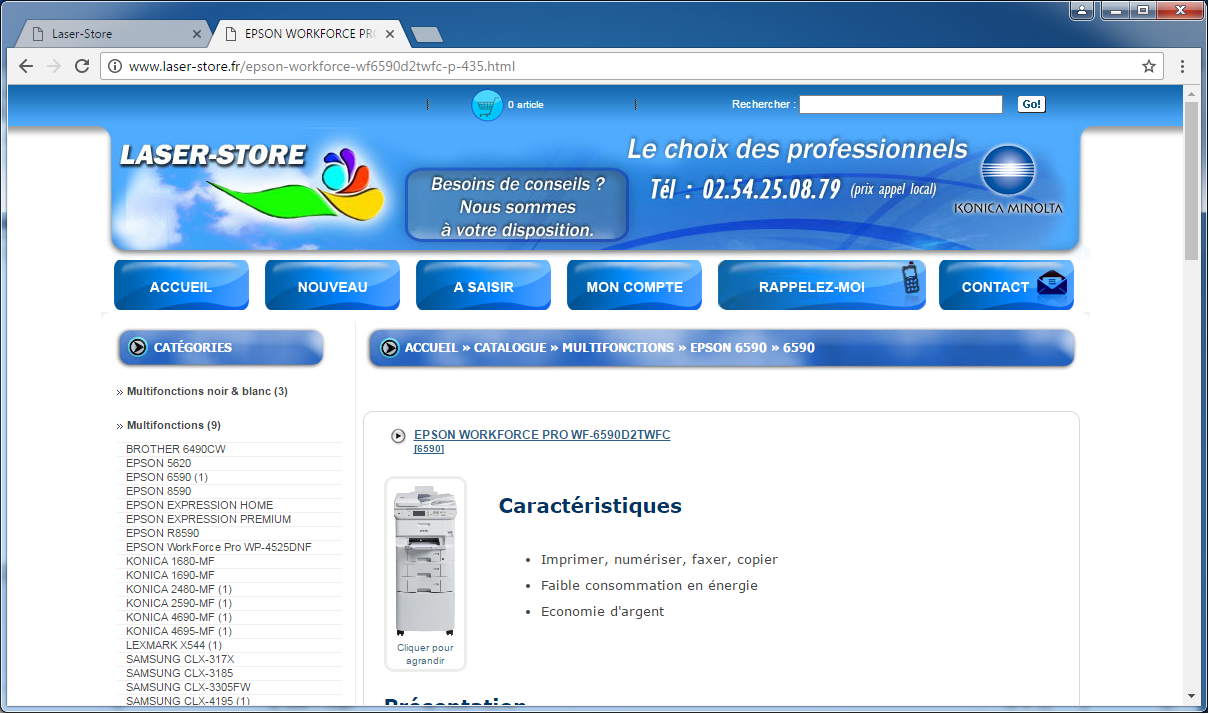 Laser-Store
EPSON WORKFORCE PR
www.laser-store.fr/epson-workforce-wf6590d2twfc-p-435.html
0 article
Rechercher :
Go!
LASER-STORE
Besoins de conseils ?
Nous sommes
à votre disposition.
Le choix des professionnels
Tél : 02.54.25.08.79 (prix appel local)
KONICA MINOLTA
ACCUEIL
NOUVEAU
A SAISIR
MON COMPTE
RAPPELEZ-MOI
CONTACT
CATÉGORIES
ACCUEIL » CATALOGUE » MULTIFONCTIONS » EPSON 6590 » 6590
» Multifonctions noir & blanc (3)
» Multifonctions (9)
BROTHER 6490CW
EPSON 5620
EPSON 6590 (1)
EPSON 8590
EPSON EXPRESSION HOME
EPSON EXPRESSION PREMIUM
EPSON R8590
EPSON WorkForce Pro WP-4525DNF
KONICA 1680-MF
KONICA 1690-MF
KONICA 2480-MF (1)
KONICA 2590-MF (1)
KONICA 4690-MF (1)
KONICA 4695-MF (1)
LEXMARK X544 (1)
SAMSUNG CLX-317X
SAMSUNG CLX-3185
SAMSUNG CLX-3305FW
SAMSUNG CLX-4195 (1)
EPSON WORKFORCE PRO WF-6590D2TWFC
[6590]
Cliquer pour
agrandir
Caractéristiques
• Imprimer, numériser, faxer, copier
• Faible consommation en énergie
• Economie d'argent
Présentation